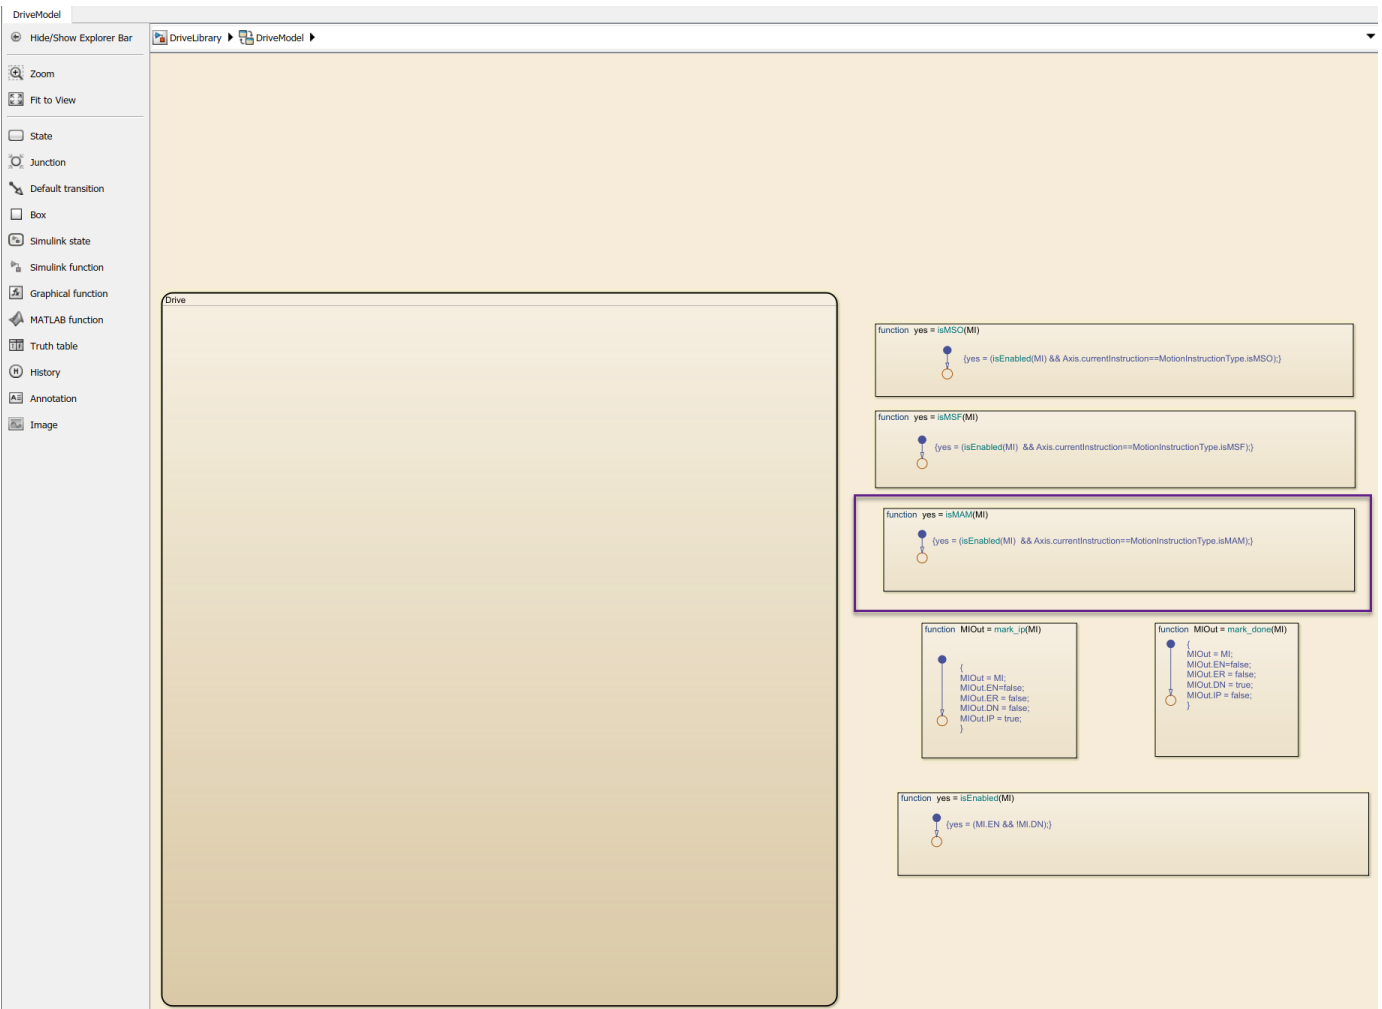 DriveModel
Hide/Show Explorer Bar
DriveLibrary DriveModel
Zoom
Fit to View
State
Junction
Default transition
Box
Simulink state
Simulink function
Graphical function
MATLAB function
Truth table
History
Annotation
Image
Drive
function yes = isMSO(MI)
{yes = (isEnabled(MI) && Axis.currentInstruction==MotionInstructionType.isMSO);}
function yes = isMSF(MI)
{yes = (isEnabled(MI) && Axis.currentInstruction==MotionInstructionType.isMSF);}
function yes = isMAM(MI)
{yes = (isEnabled(MI) && Axis.currentInstruction==MotionInstructionType.isMAM);}
function MIOut = mark_ip(MI)
{
MIOut = MI;
MIOut.EN=false;
MIOut.ER = false;
MIOut.DN = false;
MIOut.IP = true;
}
function MIOut = mark_done(MI)
{
MIOut = MI;
MIOut.EN=false;
MIOut.ER = false;
MIOut.DN = true;
MIOut.IP = false;
}
function yes = isEnabled(MI)
{yes = (MI.EN && !MI.DN);}